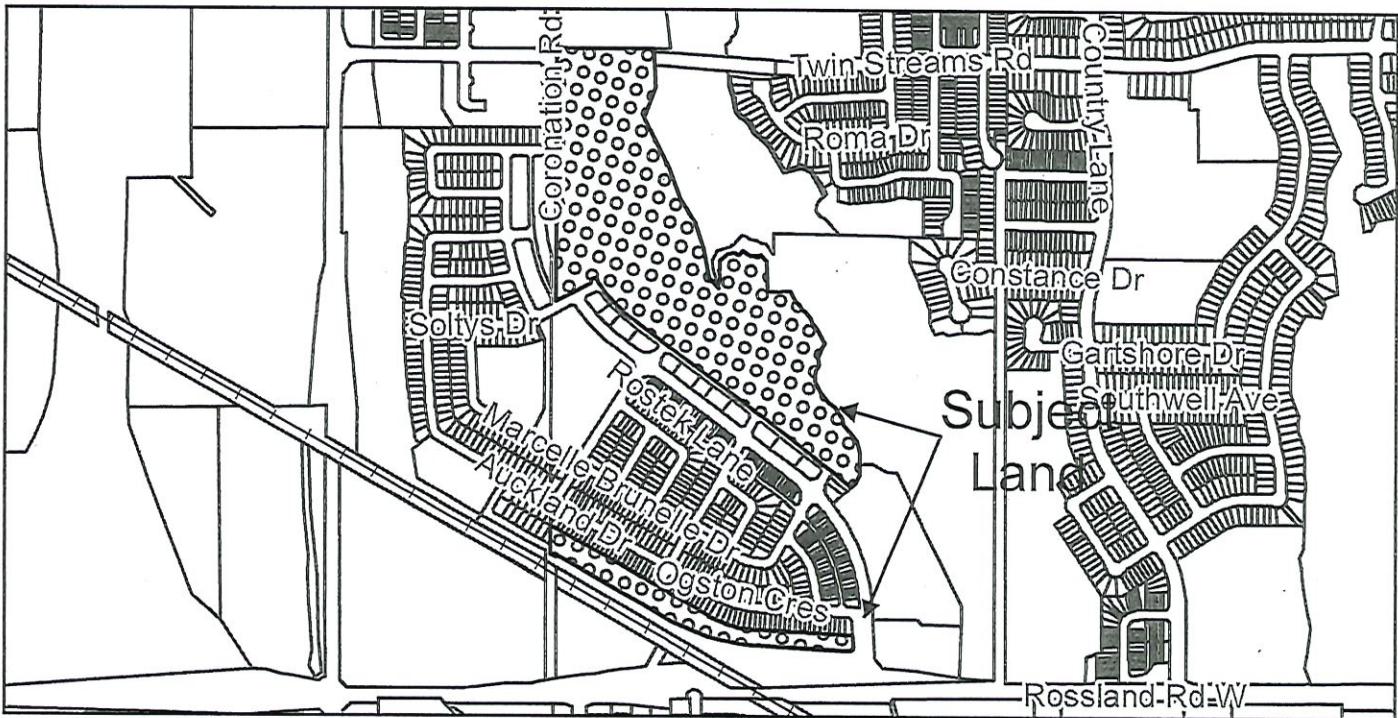 Coronation Rd
Country Lane
Twin Streams Rd
Roma Dr
Constance Dr
Soltys Dr
Gartshore Dr
Rostek Lane
Southwell Ave
Subject
Land
Marcelle Brunelle Dr
Auckland Dr
Ogston Cres
Rossland Rd W